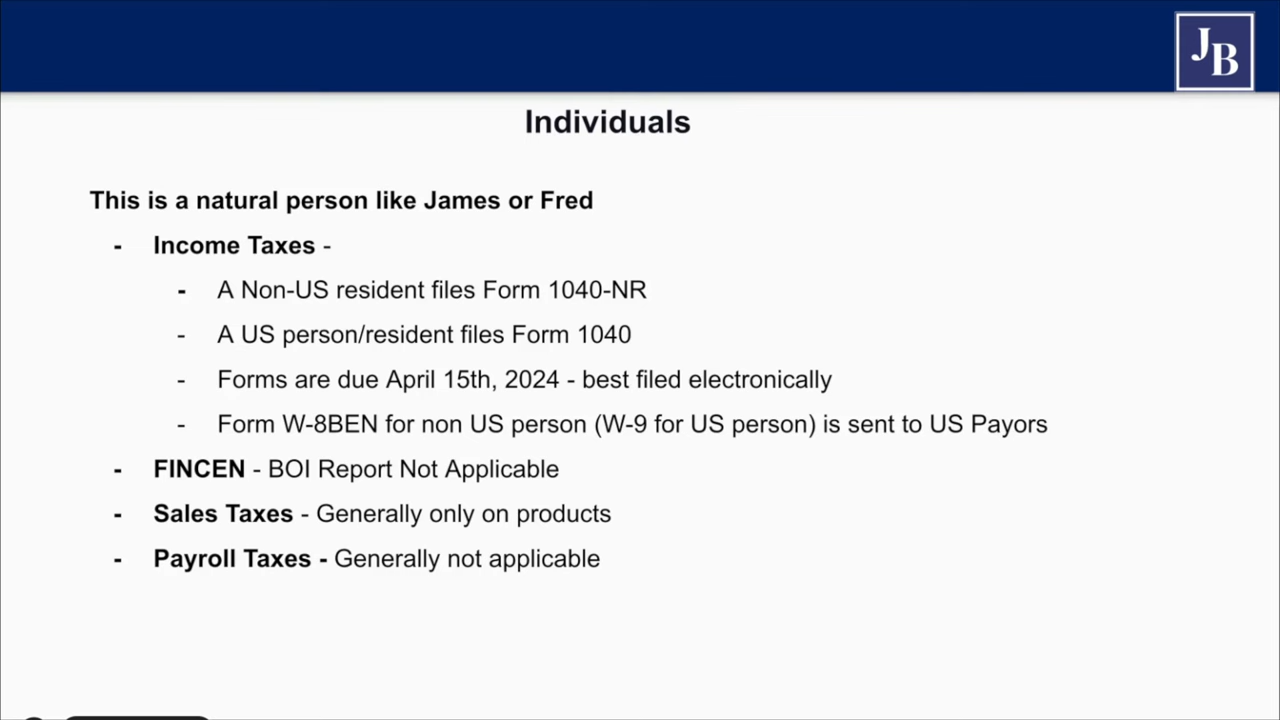 JB
Individuals
This is a natural person like James or Fred
- Income Taxes -
- A Non-US resident files Form 1040-NR
- A US person/resident files Form 1040
- Forms are due April 15th, 2024 - best filed electronically
- Form W-8BEN for non US person (W-9 for US person) is sent to US Payors
- FINCEN - BOI Report Not Applicable
- Sales Taxes - Generally only on products
- Payroll Taxes - Generally not applicable